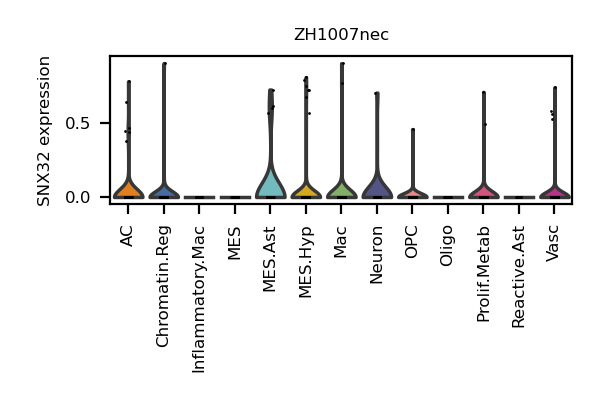 ZH1007nec
SNX32 expression
0.5
0.0
AC
Chromatin.Reg
Inflammatory.Mac
MES
MES.Ast
MES.Hyp
Mac
Neuron
OPC
Oligo
Prolif.Metab
Reactive.Ast
Vasc